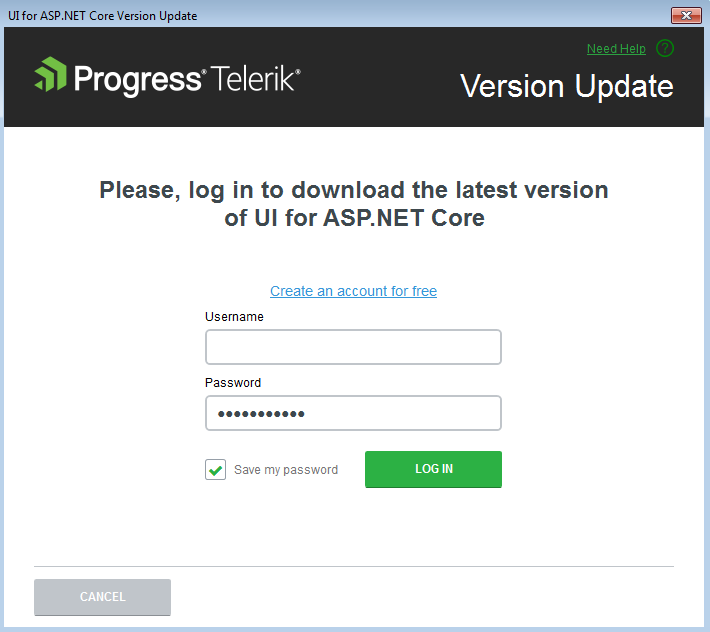 UI for ASP.NET Core Version Update
Need Help ?
Progress® Telerik®
Version Update
Please, log in to download the latest version
of UI for ASP.NET Core
Create an account for free
Username
Password
•••••••••••
Save my password
LOG IN
CANCEL